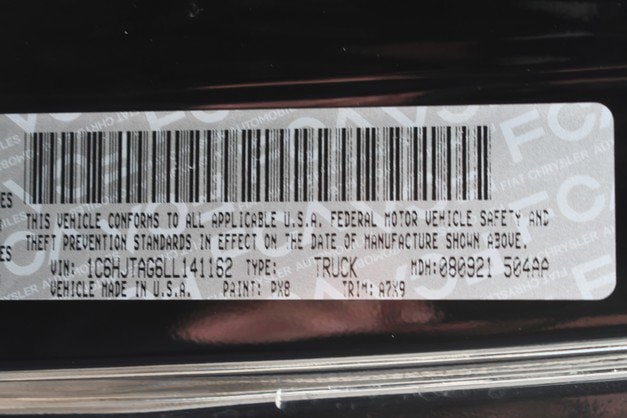 THIS VEHICLE CONFORMS TO ALL APPLICABLE U.S.A. FEDERAL MOTOR VEHICLE SAFETY AND
THEFT PREVENTION STANDARDS IN EFFECT ON THE DATE OF MANUFACTURE SHOWN ABOVE.
VIN: 1C6HJTAG6LL141162 TYPE: TRUCK MDH: 080921 504AA
VEHICLE MADE IN U.S.A. PAINT: PX8 TRIM: A7X9